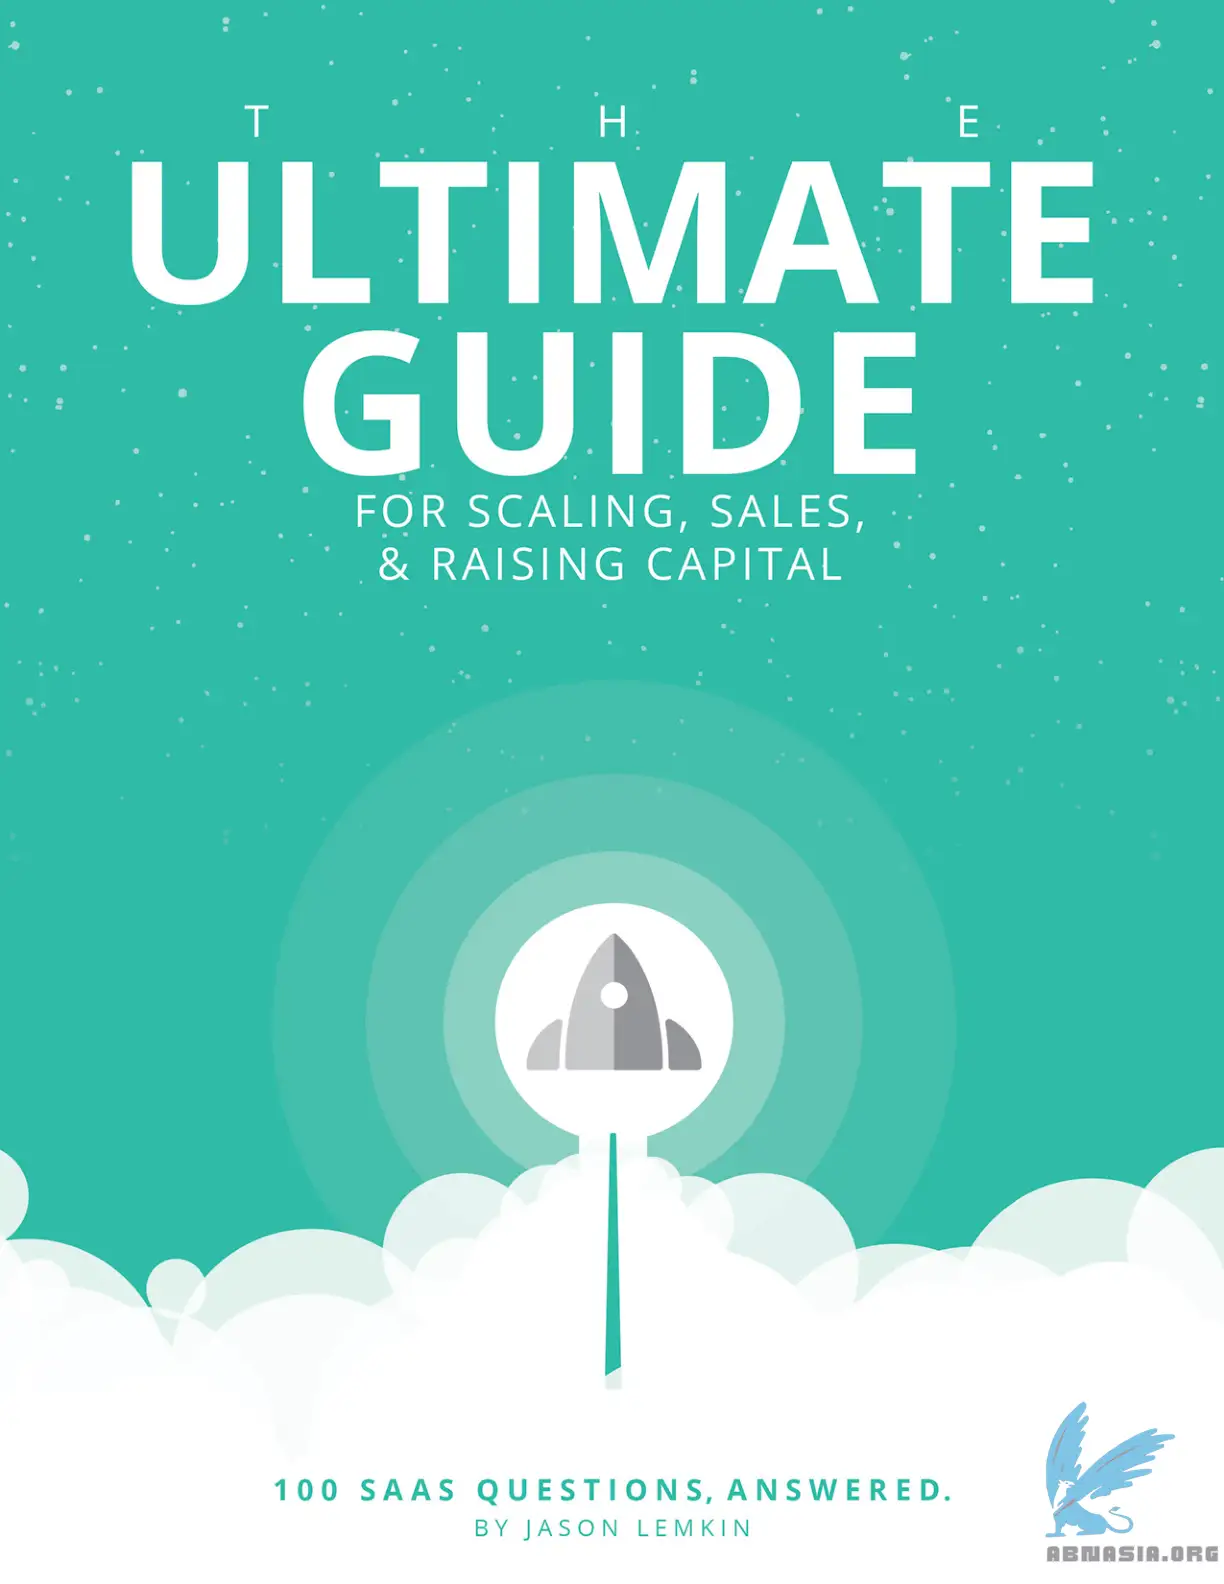 THE
ULTIMATE
GUIDE
FOR SCALING, SALES,
& RAISING CAPITAL
100 SAAS QUESTIONS, ANSWERED.
BY JASON LEMKIN
ABNASIA.ORG